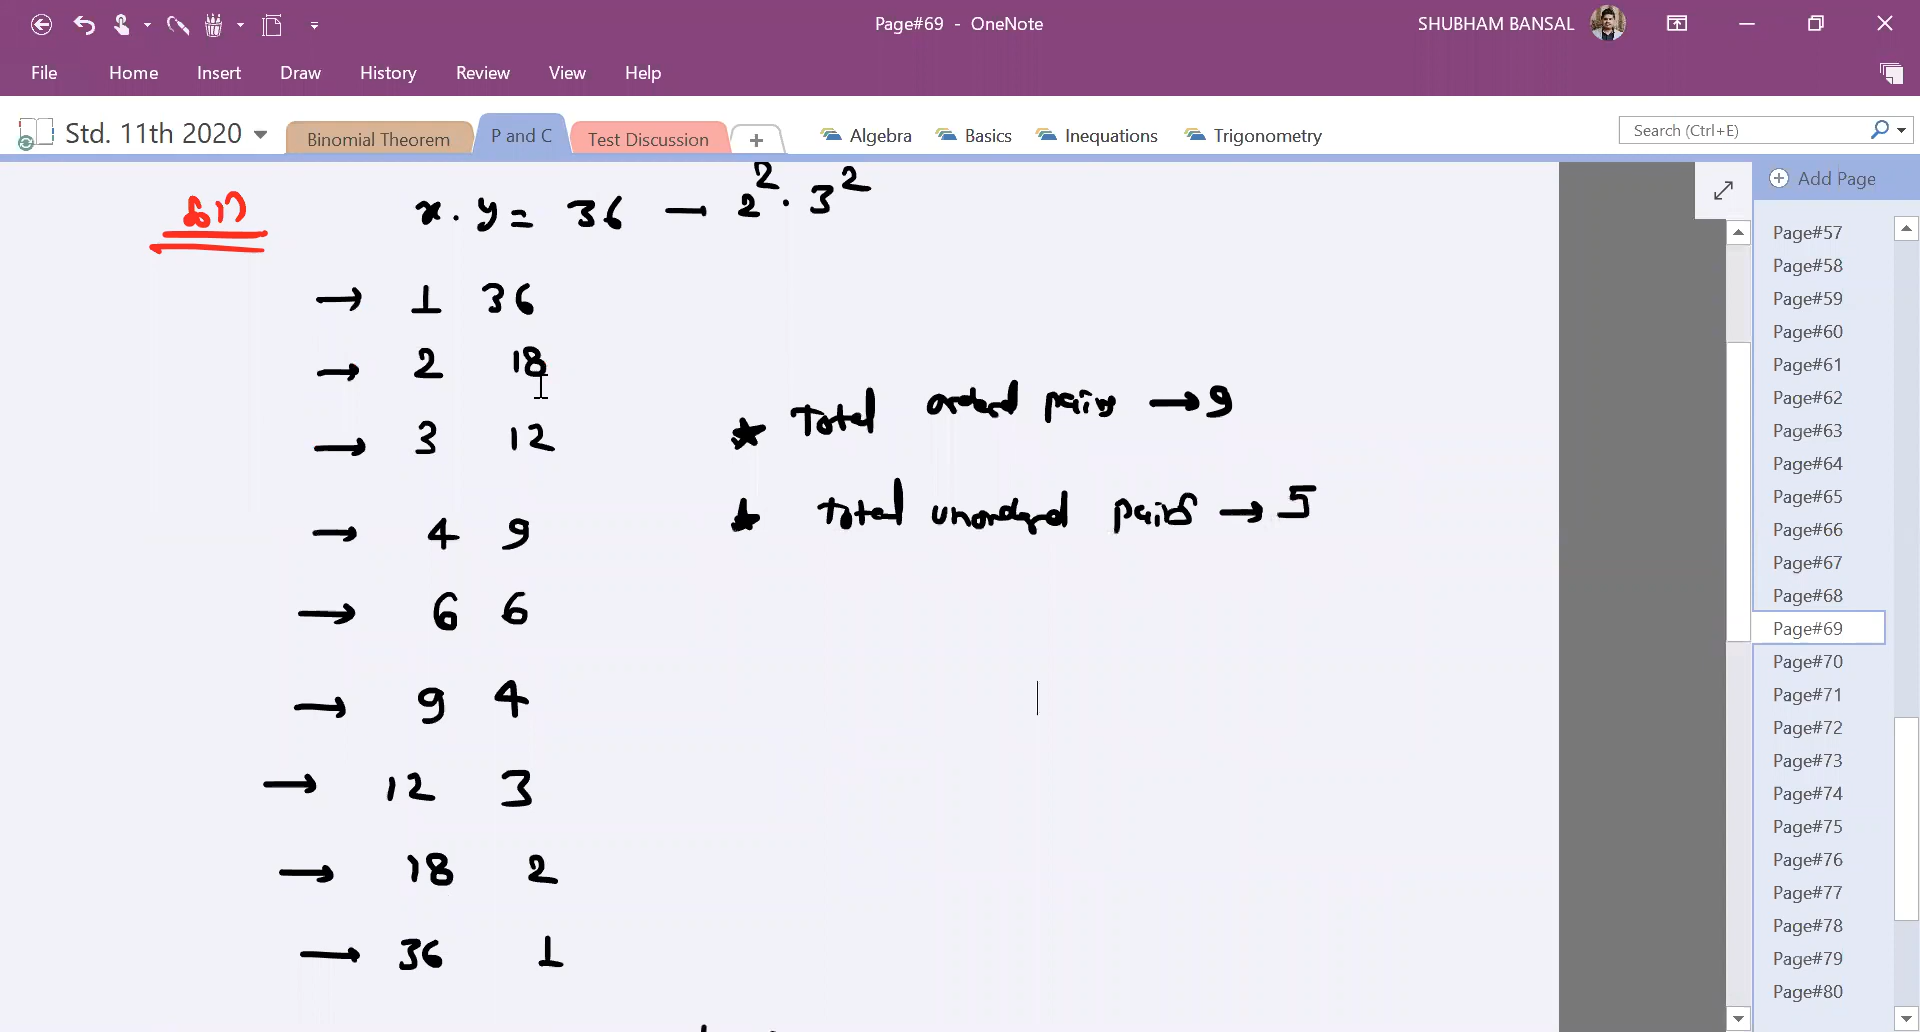 Page#69 - OneNote
SHUBHAM BANSAL
File Home Insert Draw History Review View Help
Std. 11th 2020
Binomial Theorem
P and C
Test Discussion
Algebra
Basics
Inequations
Trigonometry
Search (Ctrl+E)
Add Page
Sol^n
x . y = 36 — 2^2 . 3^2
→ 1 36
→ 2 18
→ 3 12
→ 4 9
→ 6 6
→ 9 4
→ 12 3
→ 18 2
→ 36 1
★ Total ordered pairs → 9
★ Total unordered pairs → 5
Page#57
Page#58
Page#59
Page#60
Page#61
Page#62
Page#63
Page#64
Page#65
Page#66
Page#67
Page#68
Page#69
Page#70
Page#71
Page#72
Page#73
Page#74
Page#75
Page#76
Page#77
Page#78
Page#79
Page#80